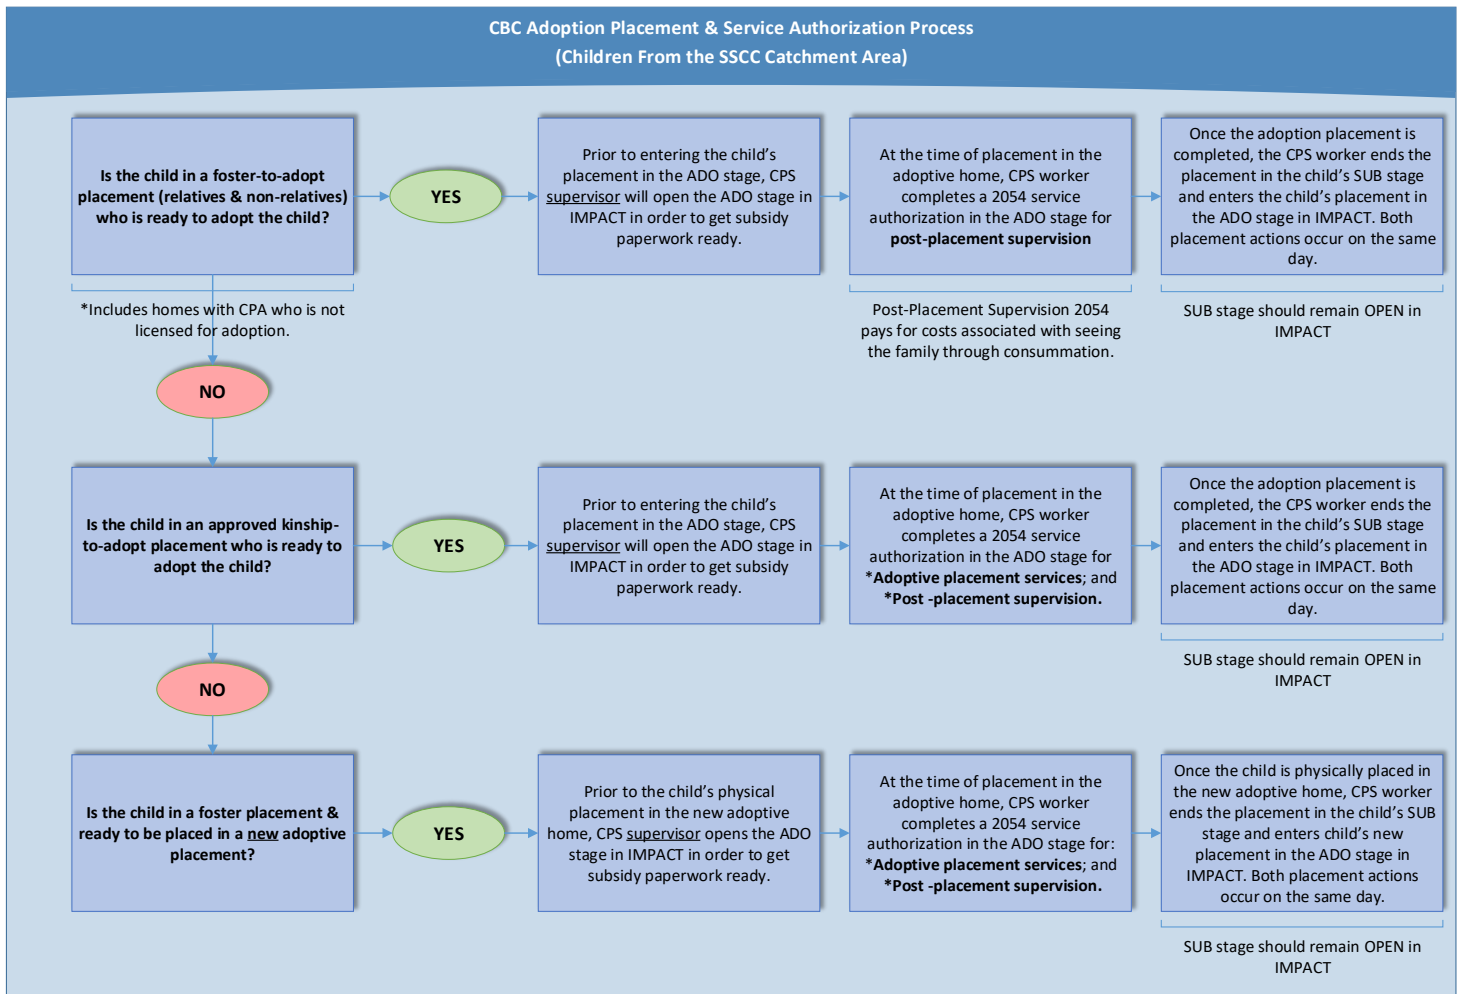 CBC Adoption Placement & Service Authorization Process
(Children From the SSCC Catchment Area)
Is the child in a foster-to-adopt
placement (relatives & non-relatives)
who is ready to adopt the child?
YES
Prior to entering the child's
placement in the ADO stage, CPS
supervisor will open the ADO stage in
IMPACT in order to get subsidy
paperwork ready.
At the time of placement in the
adoptive home, CPS worker
completes a 2054 service
authorization in the ADO stage for
post-placement supervision
Once the adoption placement is
completed, the CPS worker ends the
placement in the child's SUB stage
and enters the child's placement in
the ADO stage in IMPACT. Both
placement actions occur on the same
day.
*Includes homes with CPA who is not
licensed for adoption.
Post-Placement Supervision 2054
pays for costs associated with seeing
the family through consummation.
SUB stage should remain OPEN in
IMPACT
NO
Is the child in an approved kinship-
to-adopt placement who is ready to
adopt the child?
YES
Prior to entering the child's
placement in the ADO stage, CPS
supervisor will open the ADO stage in
IMPACT in order to get subsidy
paperwork ready.
At the time of placement in the
adoptive home, CPS worker
completes a 2054 service
authorization in the ADO stage for
*Adoptive placement services; and
*Post -placement supervision.
Once the adoption placement is
completed, the CPS worker ends the
placement in the child's SUB stage
and enters the child's placement in
the ADO stage in IMPACT. Both
placement actions occur on the same
day.
SUB stage should remain OPEN in
IMPACT
NO
Is the child in a foster placement &
ready to be placed in a new adoptive
placement?
YES
Prior to the child's physical
placement in the new adoptive
home, CPS supervisor opens the ADO
stage in IMPACT in order to get
subsidy paperwork ready.
At the time of placement in the
adoptive home, CPS worker
completes a 2054 service
authorization in the ADO stage for:
*Adoptive placement services; and
*Post -placement supervision.
Once the child is physically placed in
the new adoptive home, CPS worker
ends the placement in the child's SUB
stage and enters child's new
placement in the ADO stage in
IMPACT. Both placement actions
occur on the same day.
SUB stage should remain OPEN in
IMPACT